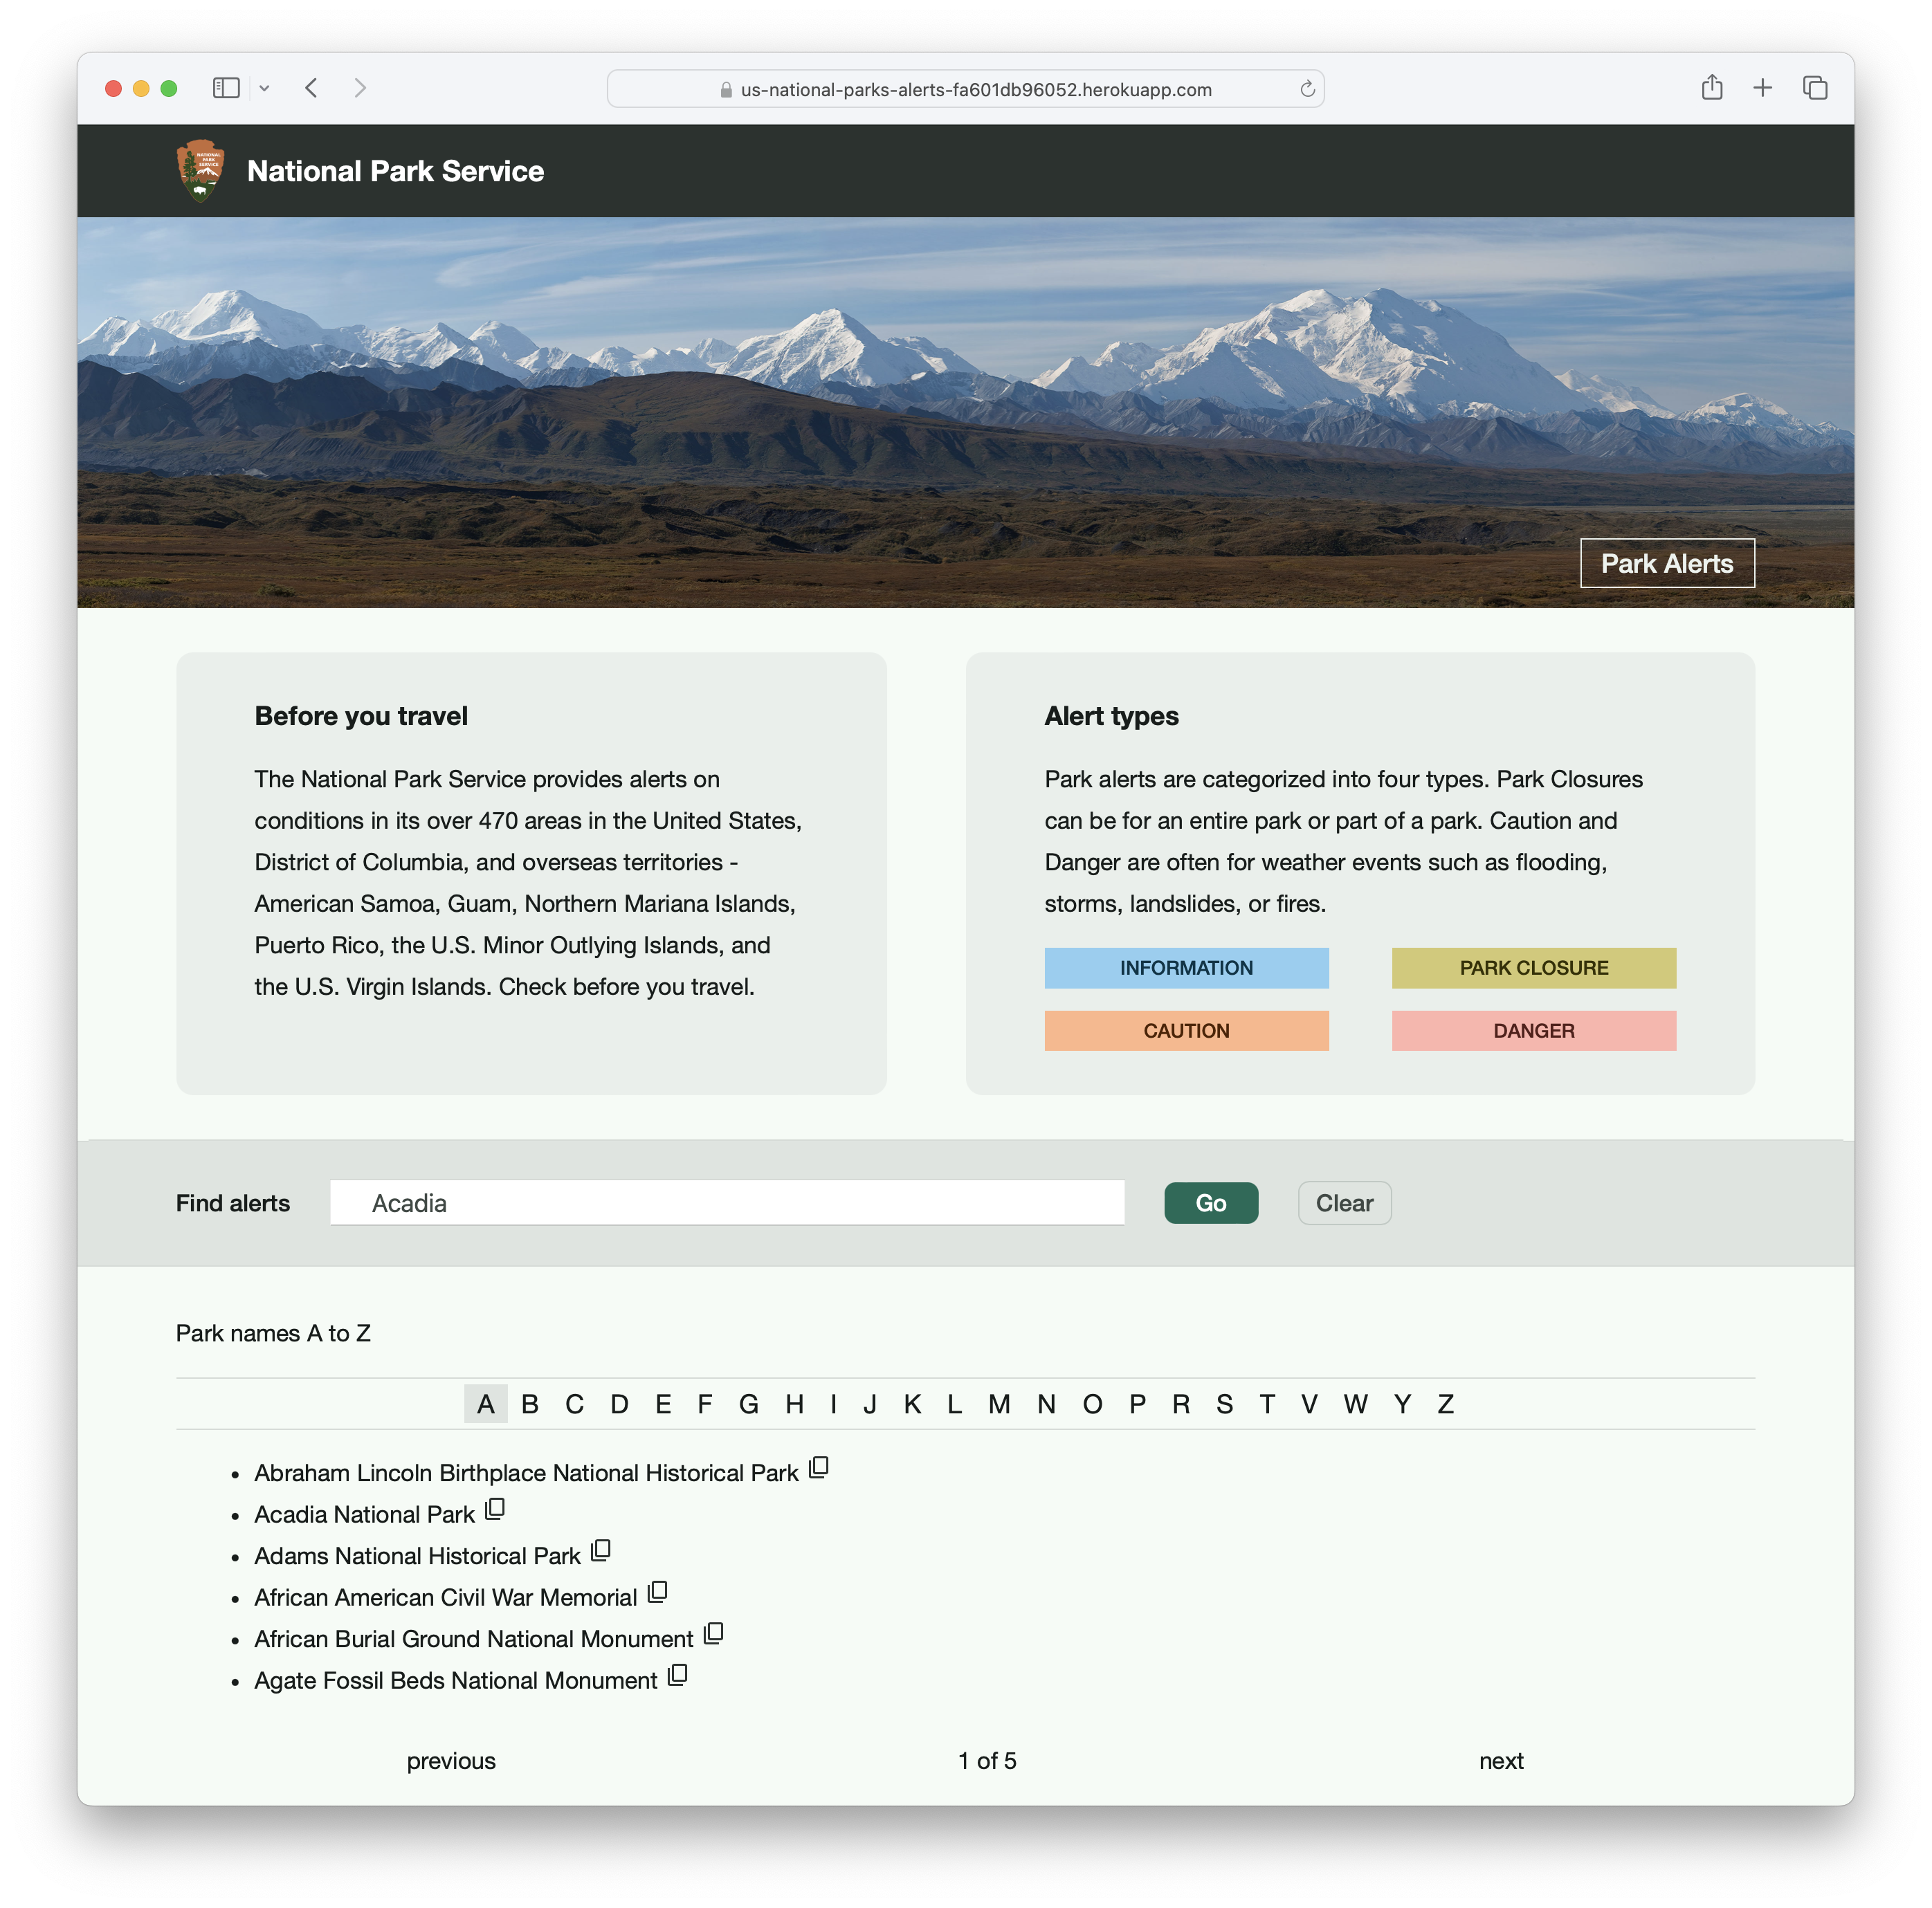 us-national-parks-alerts-fa601db96052.herokuapp.com
NATIONAL
PARK
SERVICE
National Park Service
Park Alerts
Before you travel
The National Park Service provides alerts on
conditions in its over 470 areas in the United States,
District of Columbia, and overseas territories -
American Samoa, Guam, Northern Mariana Islands,
Puerto Rico, the U.S. Minor Outlying Islands, and
the U.S. Virgin Islands. Check before you travel.
Alert types
Park alerts are categorized into four types. Park Closures
can be for an entire park or part of a park. Caution and
Danger are often for weather events such as flooding,
storms, landslides, or fires.
INFORMATION PARK CLOSURE
CAUTION DANGER
Find alerts Acadia Go Clear
Park names A to Z
A B C D E F G H I J K L M N O P R S T V W Y Z
• Abraham Lincoln Birthplace National Historical Park
• Acadia National Park
• Adams National Historical Park
• African American Civil War Memorial
• African Burial Ground National Monument
• Agate Fossil Beds National Monument
previous 1 of 5 next